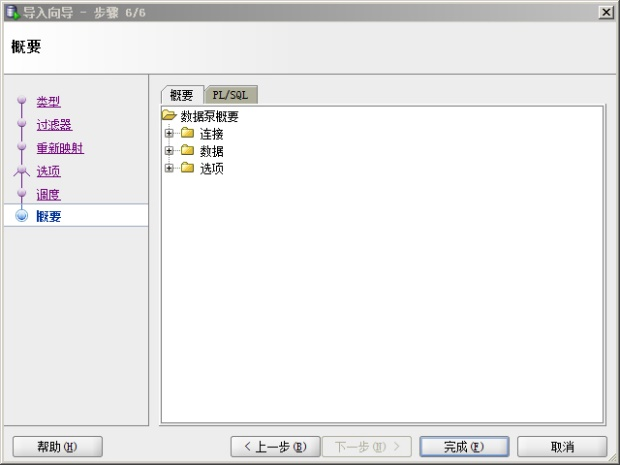 导入向导 - 步骤 6/6
概要
类型
过滤器
重新映射
选项
调度
概要
概要 PL/SQL
数据泵概要
连接
数据
选项
帮助(H) < 上一步(B) 下一步(N) > 完成(F) 取消